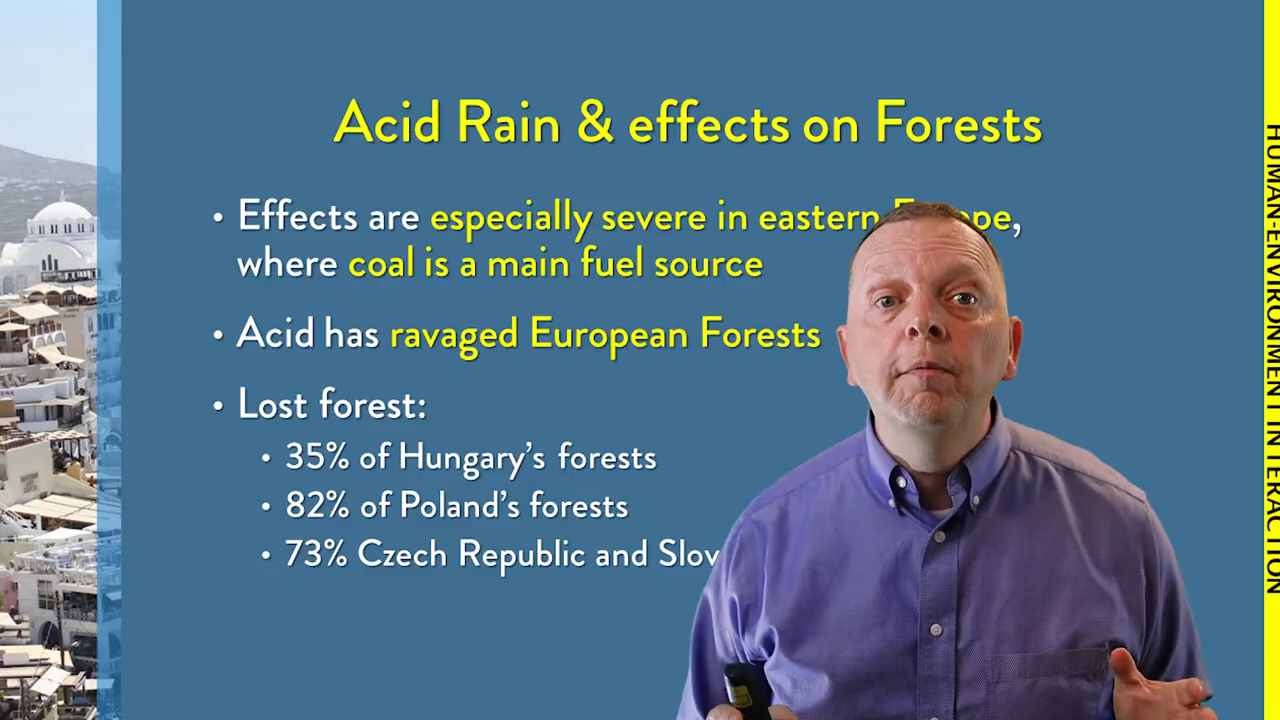 Acid Rain & effects on Forests
• Effects are especially severe in eastern
where coal is a main fuel source
• Acid has ravaged European Forests
• Lost forest:
• 35% of Hungary's forests
• 82% of Poland's forests
• 73% Czech Republic and
HUMAN-ENVIRONMENT INTERACTION